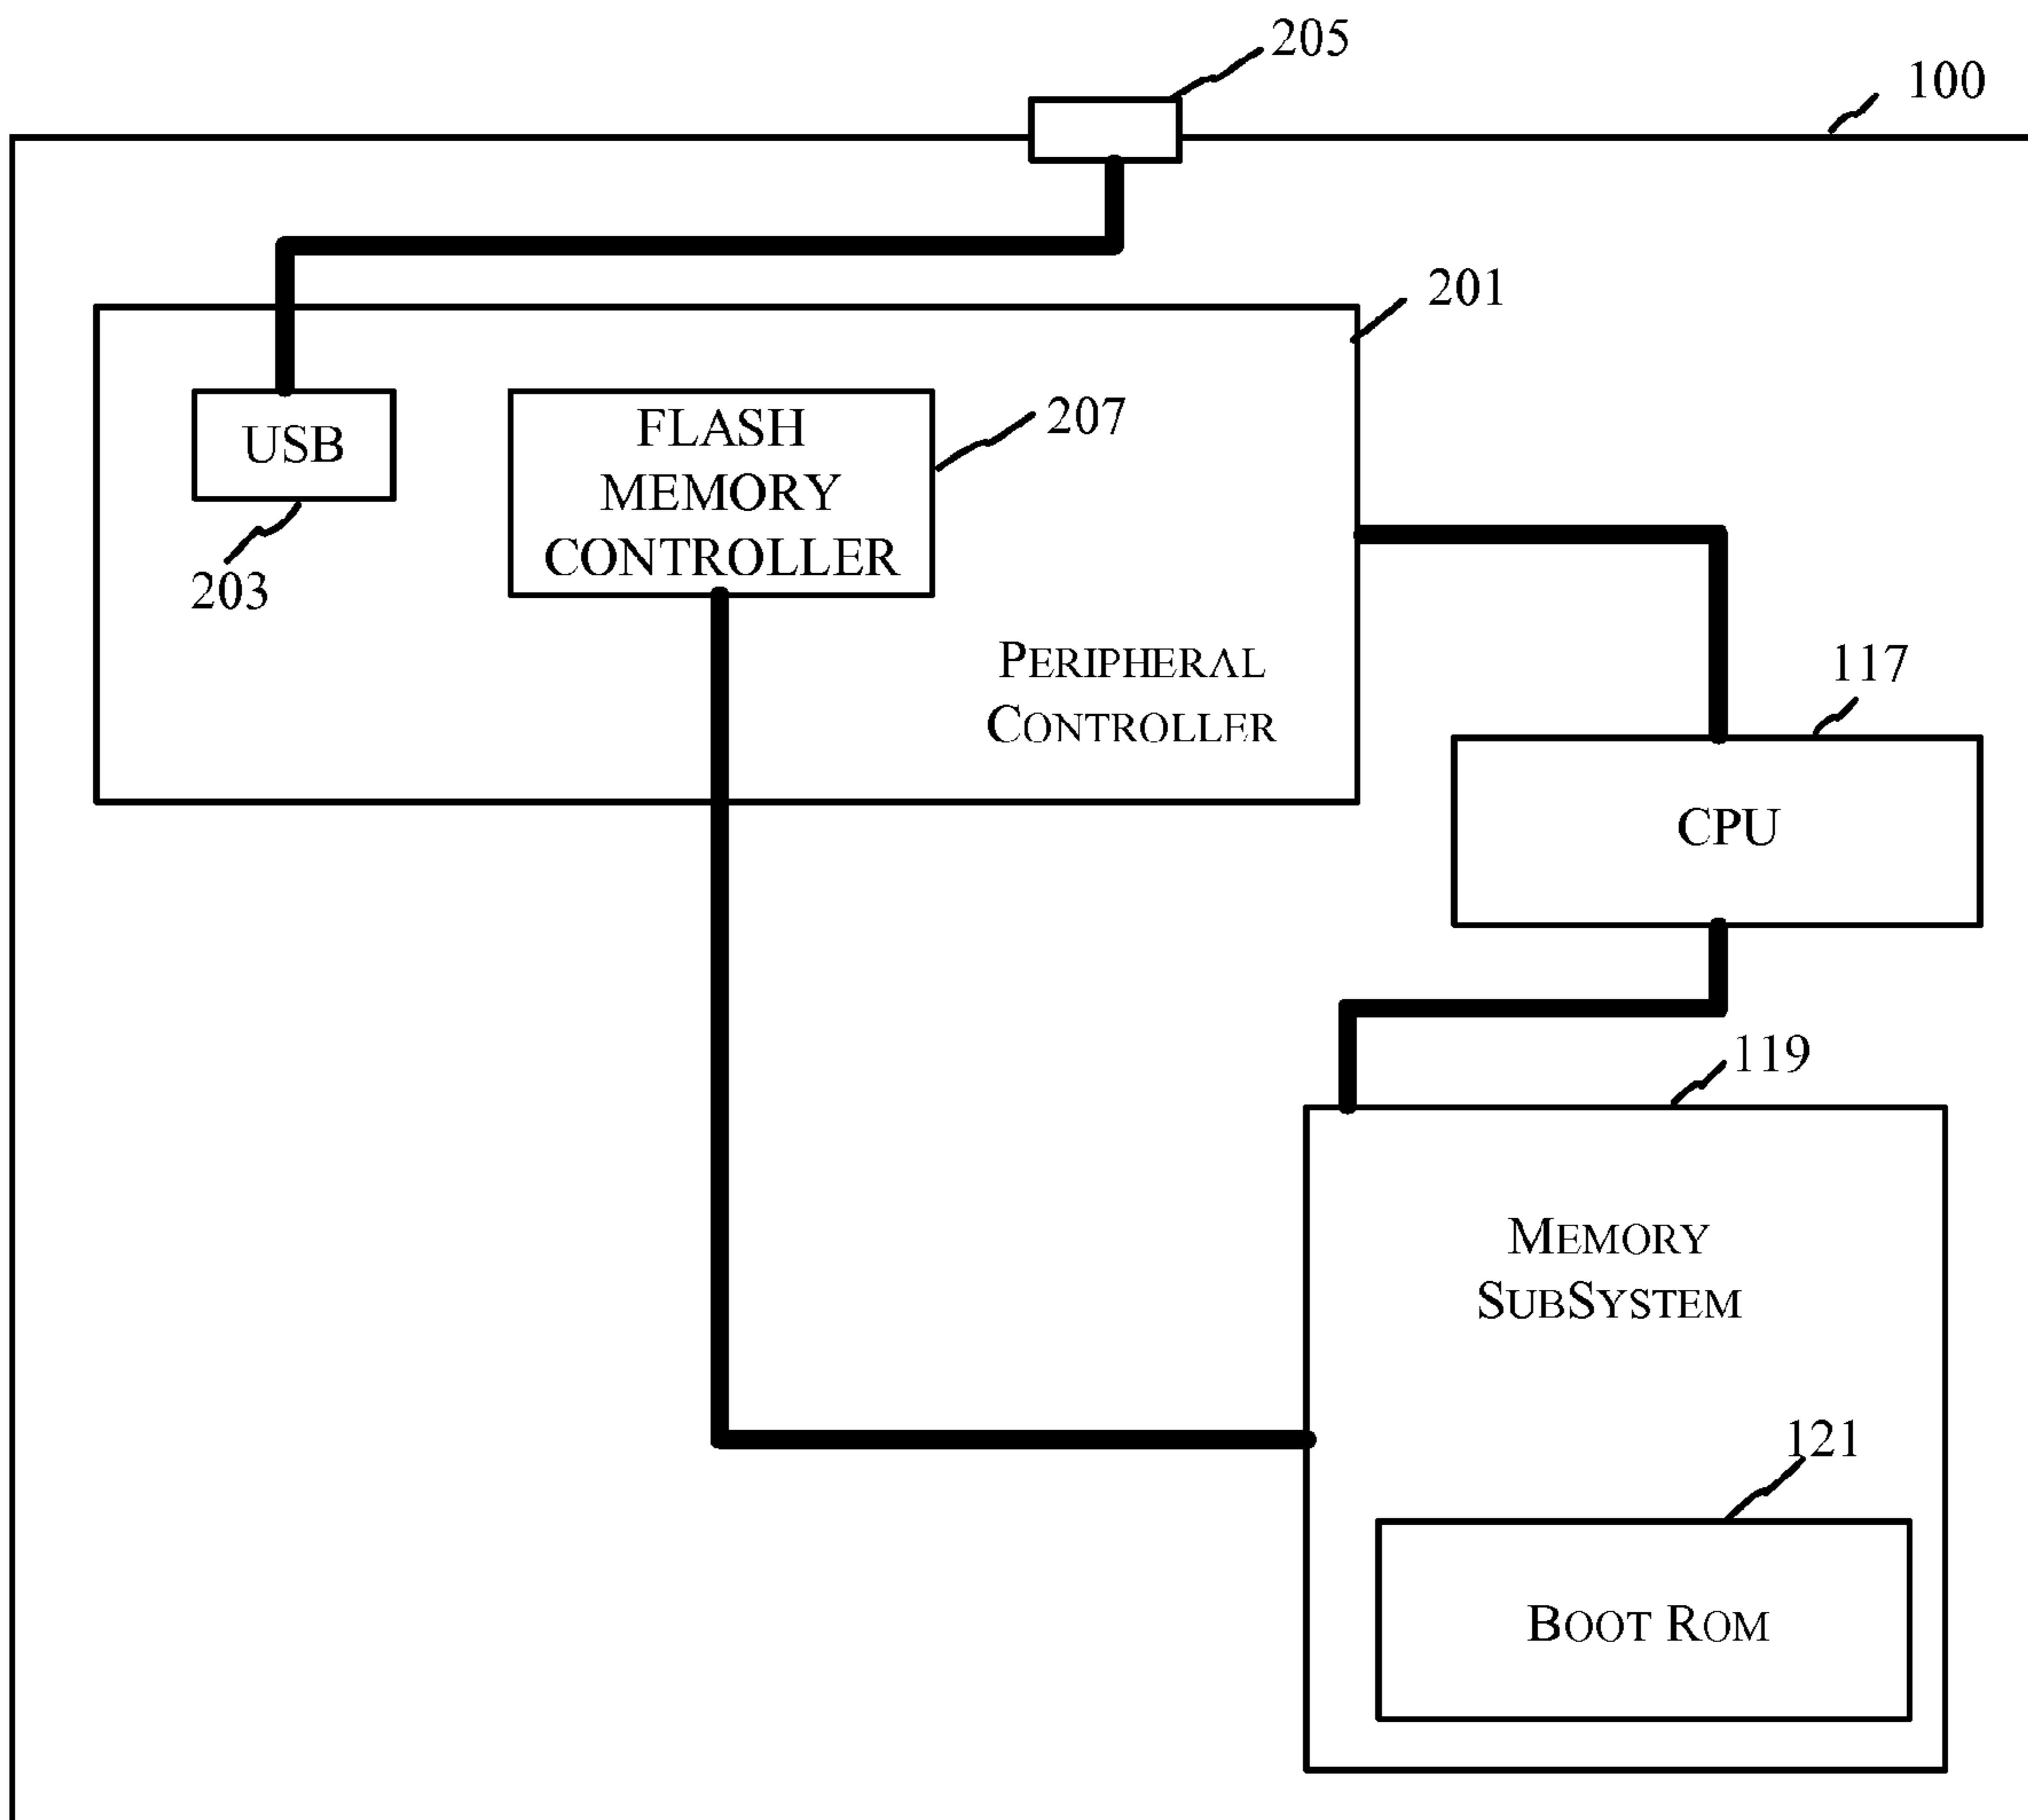 205
100
201
USB
203
FLASH
MEMORY
CONTROLLER
207
PERIPHERAL
CONTROLLER
117
CPU
119
MEMORY
SUBSYSTEM
121
BOOT ROM